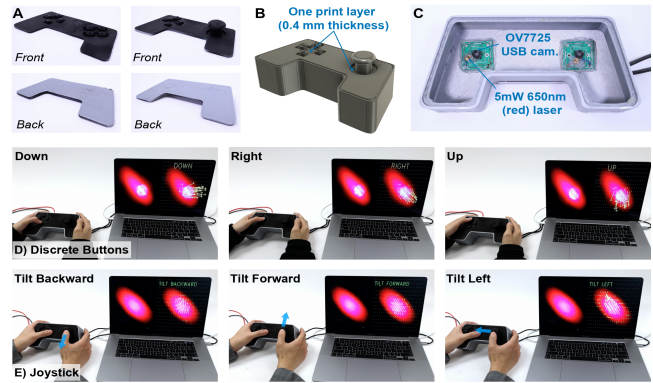 A
Front
Front
Back
Back
B
One print layer
(0.4 mm thickness)
C
OV7725
USB cam.
5mW 650nm
(red) laser
Down
DOWN
Right
RIGHT
Up
UP
D) Discrete Buttons
Tilt Backward
TILT BACKWARD
Tilt Forward
TILT FORWARD
Tilt Left
TILT LEFT
E) Joystick